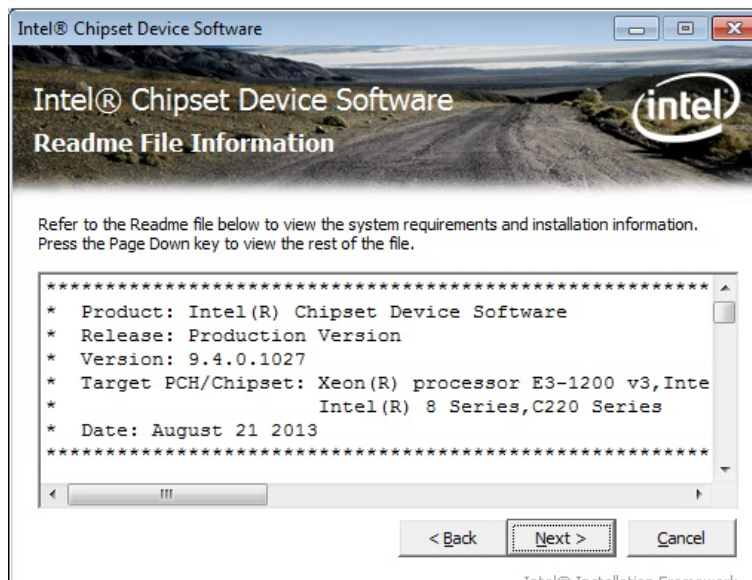 Intel® Chipset Device Software
Intel® Chipset Device Software
intel
Readme File Information
Refer to the Readme file below to view the system requirements and installation information.
Press the Page Down key to view the rest of the file.
********************************************************
* Product: Intel(R) Chipset Device Software
* Release: Production Version
* Version: 9.4.0.1027
* Target PCH/Chipset: Xeon(R) processor E3-1200 v3,Inte
* Intel(R) 8 Series,C220 Series
* Date: August 21 2013
********************************************************
< Back
Next >
Cancel
Intel® Installation Framework